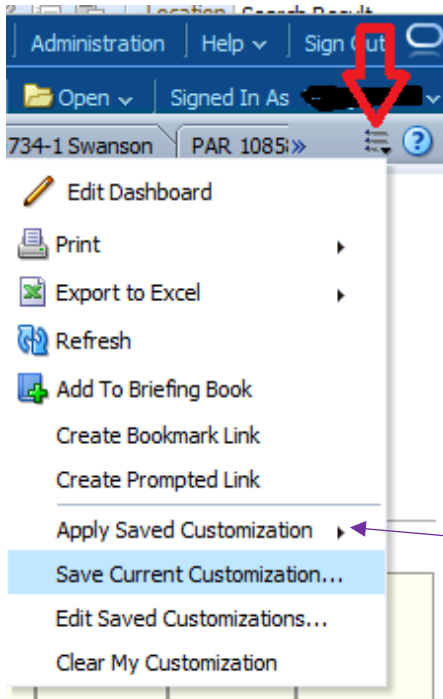 Location Search Result
Administration Help Sign Out
Open Signed In As
734-1 Swanson PAR 1085 »
Edit Dashboard
Print
Export to Excel
Refresh
Add To Briefing Book
Create Bookmark Link
Create Prompted Link
Apply Saved Customization
Save Current Customization...
Edit Saved Customizations...
Clear My Customization